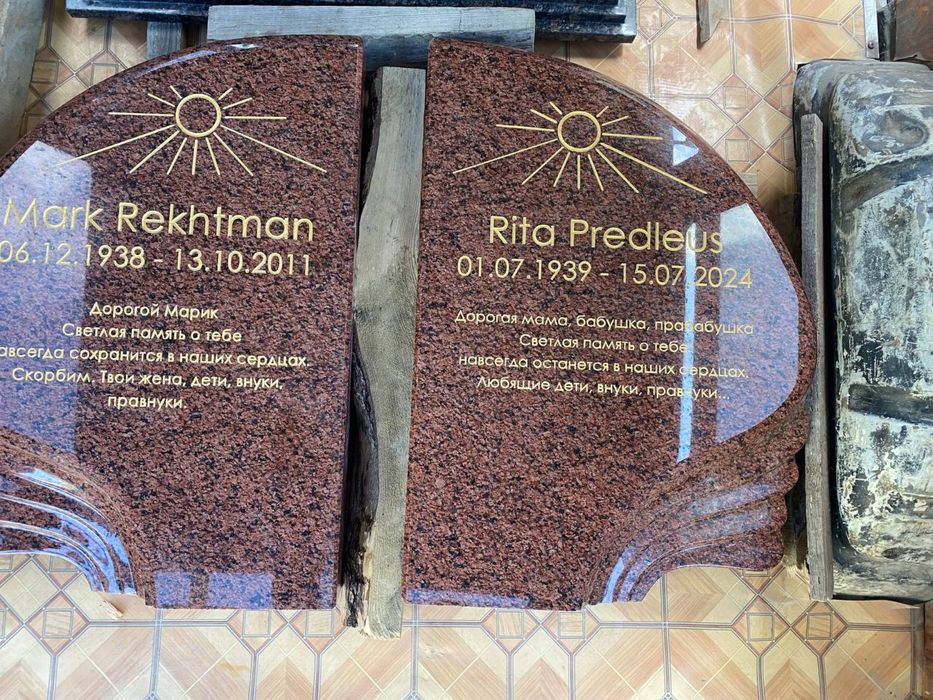 Mark Rekhtman
06.12.1938 - 13.10.2011
Дорогой Марик
Светлая память о тебе
авсегда сохранится в наших сердцах.
Скорбим. Твои жена, дети, внуки,
правнуки.
Rita Predleus
01.07.1939 - 15.07.2024
Дорогая мама, бабушка, прабабушка
Светлая память о тебе
навсегда останется в наших сердцах.
Любящие дети, внуки, правнуки...